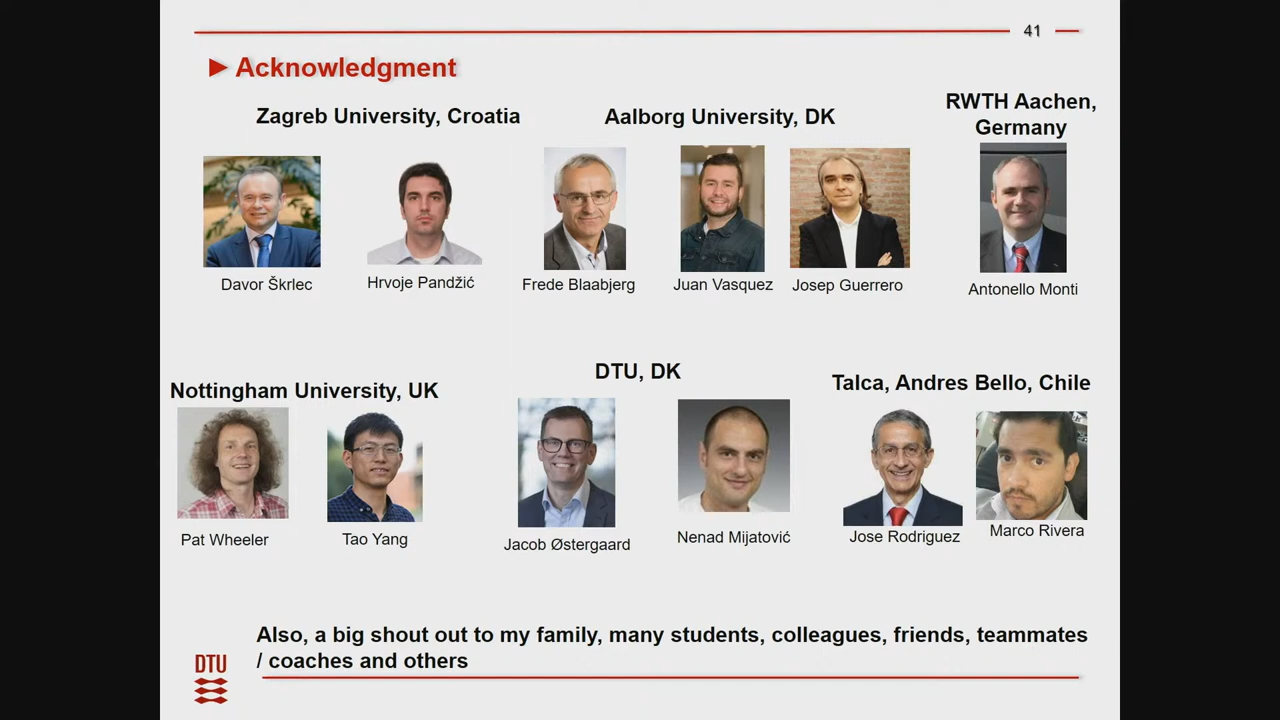 41
► Acknowledgment
Zagreb University, Croatia
Aalborg University, DK
RWTH Aachen,
Germany
Davor Škrlec
Hrvoje Pandžić
Frede Blaabjerg
Juan Vasquez
Josep Guerrero
Antonello Monti
Nottingham University, UK
DTU, DK
Talca, Andres Bello, Chile
Pat Wheeler
Tao Yang
Jacob Østergaard
Nenad Mijatović
Jose Rodriguez
Marco Rivera
Also, a big shout out to my family, many students, colleagues, friends, teammates
/ coaches and others
DTU